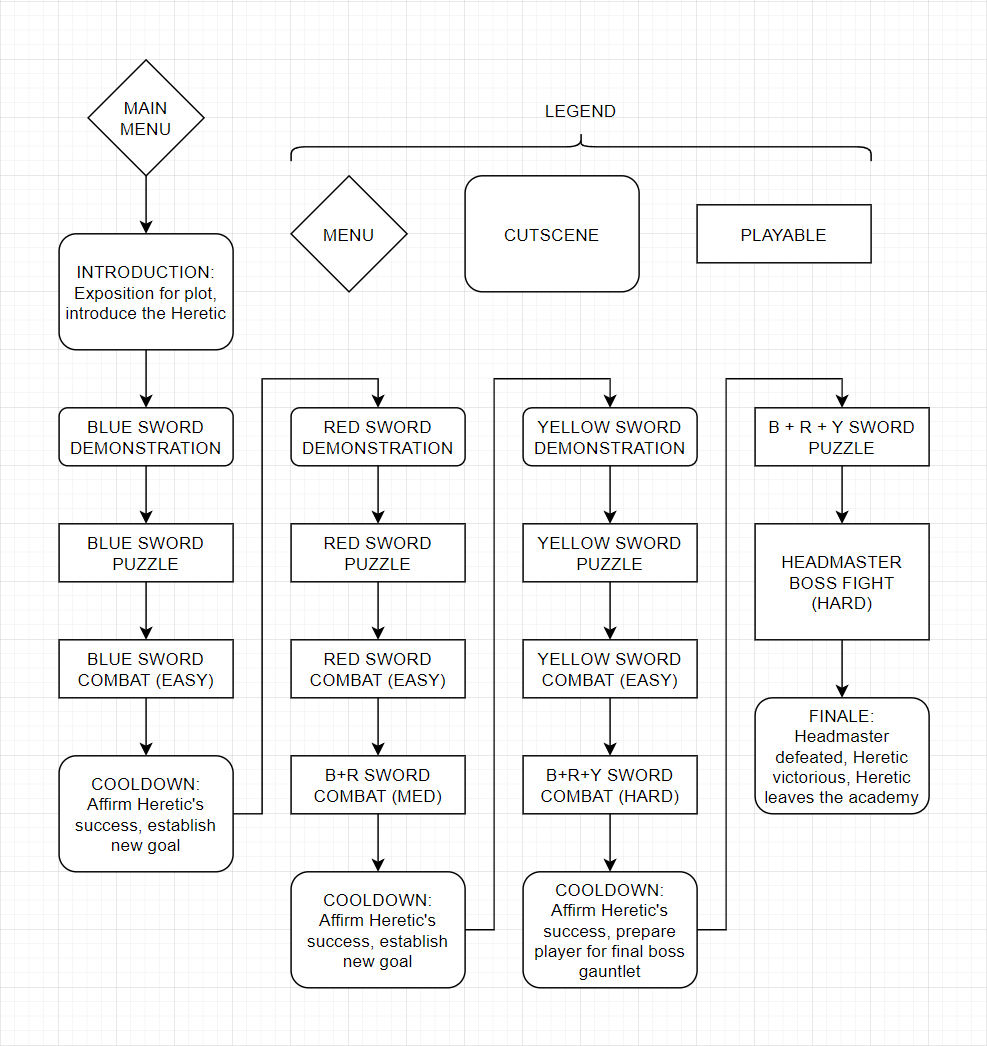 MAIN
MENU
LEGEND
MENU
CUTSCENE
PLAYABLE
INTRODUCTION:
Exposition for plot,
introduce the Heretic
BLUE SWORD
DEMONSTRATION
BLUE SWORD
PUZZLE
BLUE SWORD
COMBAT (EASY)
COOLDOWN:
Affirm Heretic's
success, establish
new goal
RED SWORD
DEMONSTRATION
RED SWORD
PUZZLE
RED SWORD
COMBAT (EASY)
B+R SWORD
COMBAT (MED)
COOLDOWN:
Affirm Heretic's
success, establish
new goal
YELLOW SWORD
DEMONSTRATION
YELLOW SWORD
PUZZLE
YELLOW SWORD
COMBAT (EASY)
B+R+Y SWORD
COMBAT (HARD)
COOLDOWN:
Affirm Heretic's
success, prepare
player for final boss
gauntlet
B + R + Y SWORD
PUZZLE
HEADMASTER
BOSS FIGHT
(HARD)
FINALE:
Headmaster
defeated, Heretic
victorious, Heretic
leaves the academy